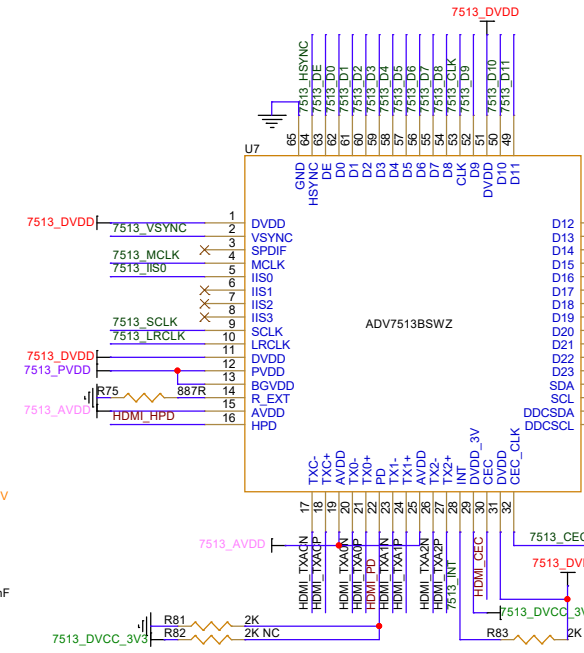 7513_DVDD
7513_HSYNC
7513_DE
7513_D0
7513_D1
7513_D2
7513_D3
7513_D4
7513_D5
7513_D6
7513_D7
7513_D8
7513_CLK
7513_D9
7513_D10
7513_D11
65 64 63 62 61 60 59 58 57 56 55 54 53 52 51 50 49
U7
GND HSYNC DE D0 D1 D2 D3 D4 D5 D6 D7 D8 CLK D9 DVDD D10 D11
7513_DVDD 1 DVDD D12
7513_VSYNC 2 VSYNC D13
3 SPDIF D14
7513_MCLK 4 MCLK D15
7513_IIS0 5 IIS0 D16
6 IIS1 D17
7 IIS2 D18
8 IIS3 D19
ADV7513BSWZ
7513_SCLK 9 SCLK D20
7513_LRCLK 10 LRCLK D21
7513_DVDD 11 DVDD D22
7513_PVDD 12 PVDD D23
13 BGVDD SDA
R75 887R 14 R_EXT SCL
7513_AVDD 15 AVDD DDCSDA
HDMI_HPD 16 HPD DDCSCL
TXC- TXC+ AVDD TX0- TX0+ PD TX1- TX1+ AVDD TX2- TX2+ INT DVDD_3V CEC DVDD CEC_CLK
17 18 19 20 21 22 23 24 25 26 27 28 29 30 31 32
V
7513_AVDD
HDMI_TXACN
HDMI_TXACP
HDMI_TXA0N
HDMI_TXA0P
HDMI_PD
HDMI_TXA1N
HDMI_TXA1P
HDMI_TXA2N
HDMI_TXA2P
7513_INT
HDMI_CEC
7513_CEC
7513_DV
nF
7513_DVCC_3V
R81 2K
7513_DVCC_3V3 R82 2K NC
R83 2K